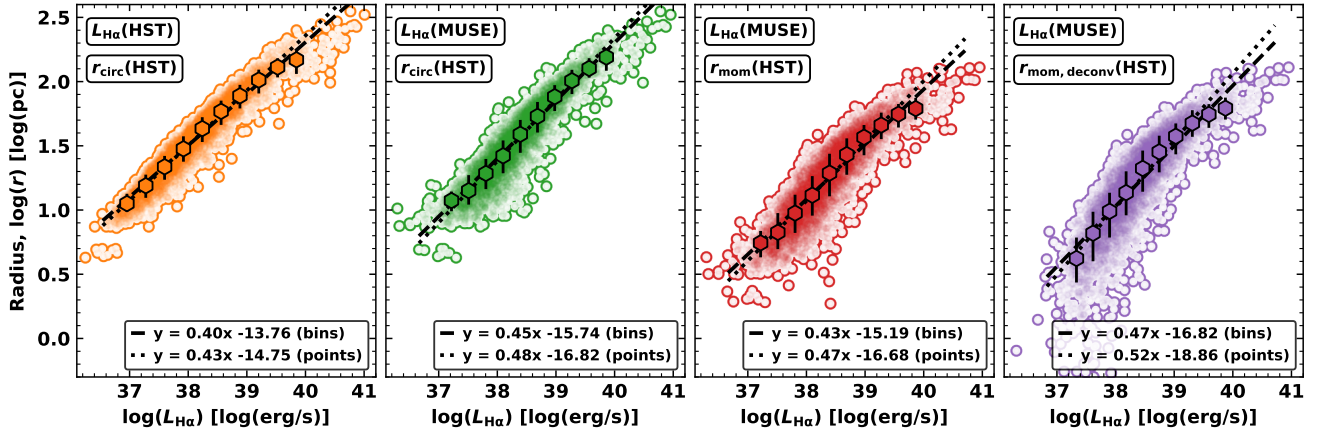 L_Hα(HST)
r_circ(HST)
L_Hα(MUSE)
r_circ(HST)
L_Hα(MUSE)
r_mom(HST)
L_Hα(MUSE)
r_mom, deconv(HST)
Radius, log(r) [log(pc)]
2.5
2.0
1.5
1.0
0.5
0.0
y = 0.40x -13.76 (bins)
y = 0.43x -14.75 (points)
y = 0.45x -15.74 (bins)
y = 0.48x -16.82 (points)
y = 0.43x -15.19 (bins)
y = 0.47x -16.68 (points)
y = 0.47x -16.82 (bins)
y = 0.52x -18.86 (points)
37 38 39 40 41
37 38 39 40 41
37 38 39 40 41
37 38 39 40 41
log(L_Hα) [log(erg/s)]
log(L_Hα) [log(erg/s)]
log(L_Hα) [log(erg/s)]
log(L_Hα) [log(erg/s)]